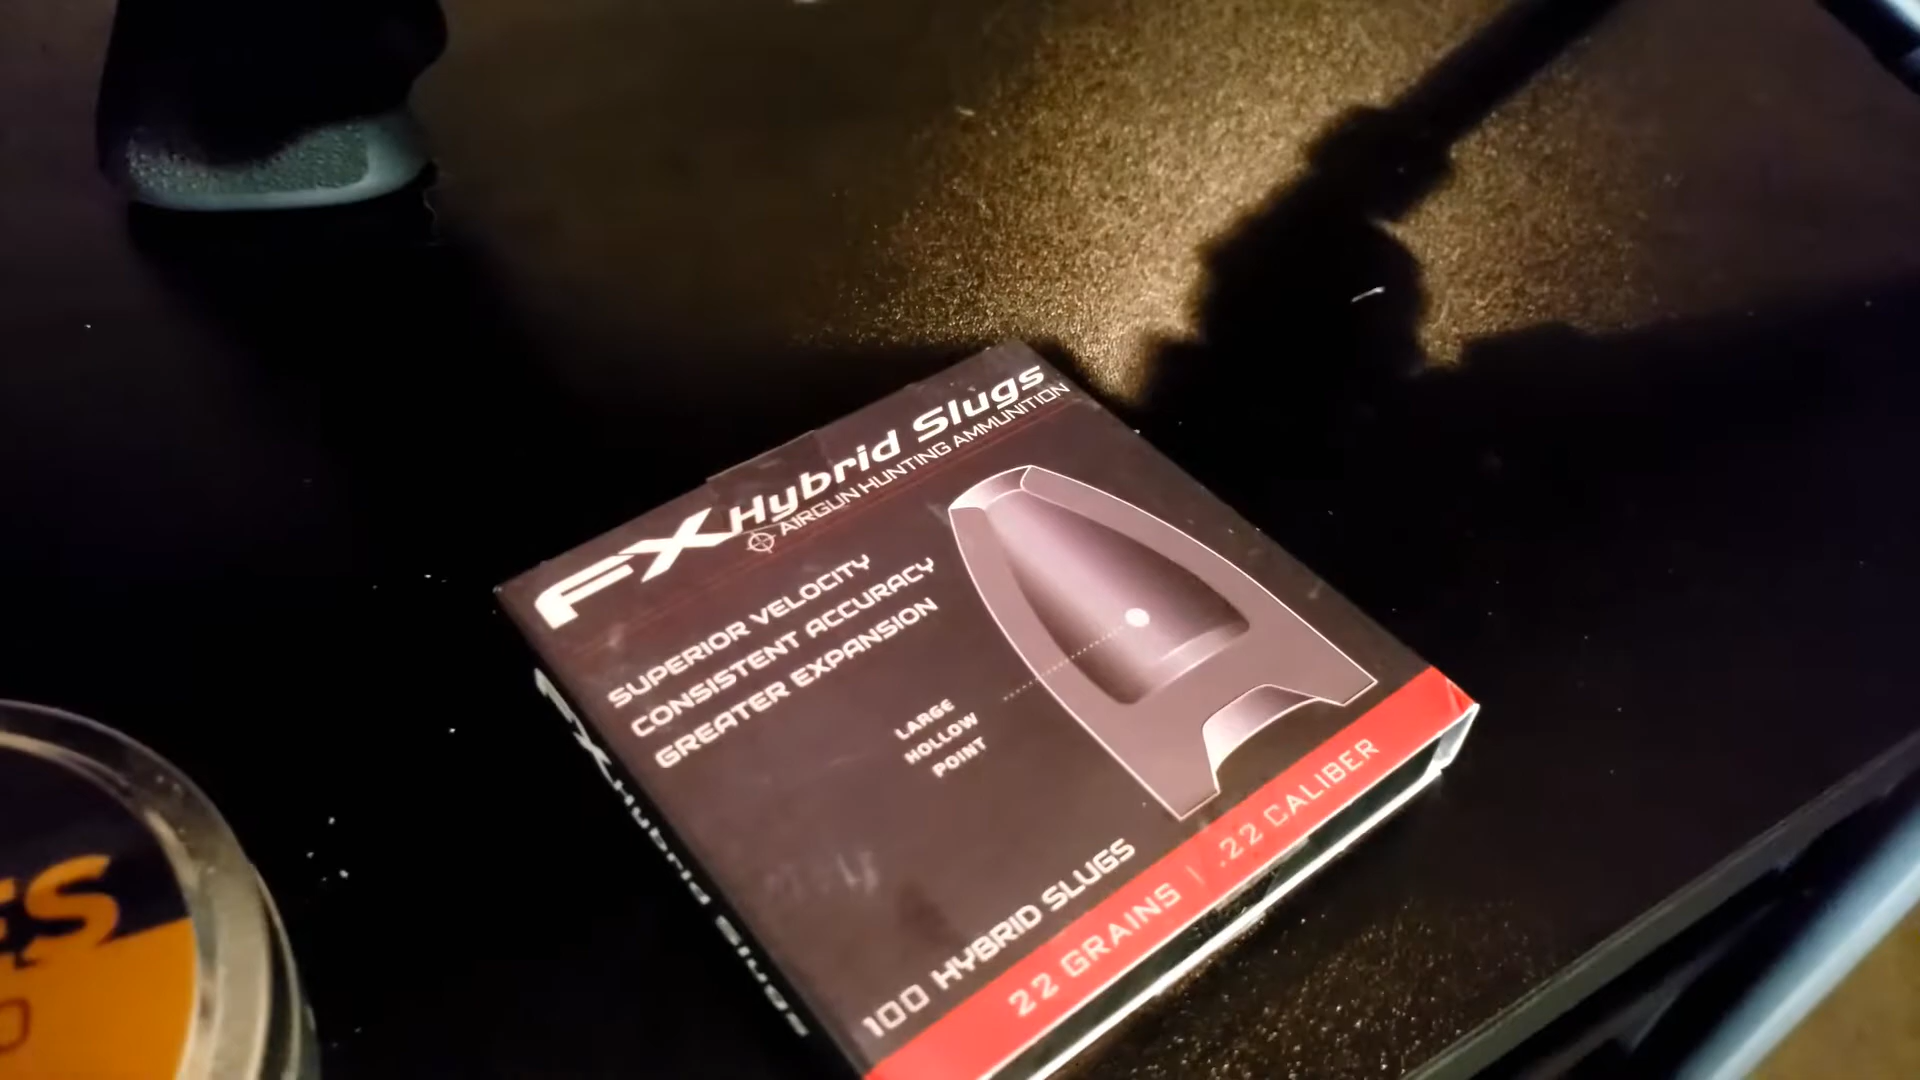 FX Hybrid Slugs
AIRGUN HUNTING AMMUNITION
SUPERIOR VELOCITY
CONSISTENT ACCURACY
GREATER EXPANSION
LARGE
HOLLOW
POINT
100 HYBRID SLUGS
22 GRAINS | .22 CALIBER
FX Hybrid Slugs